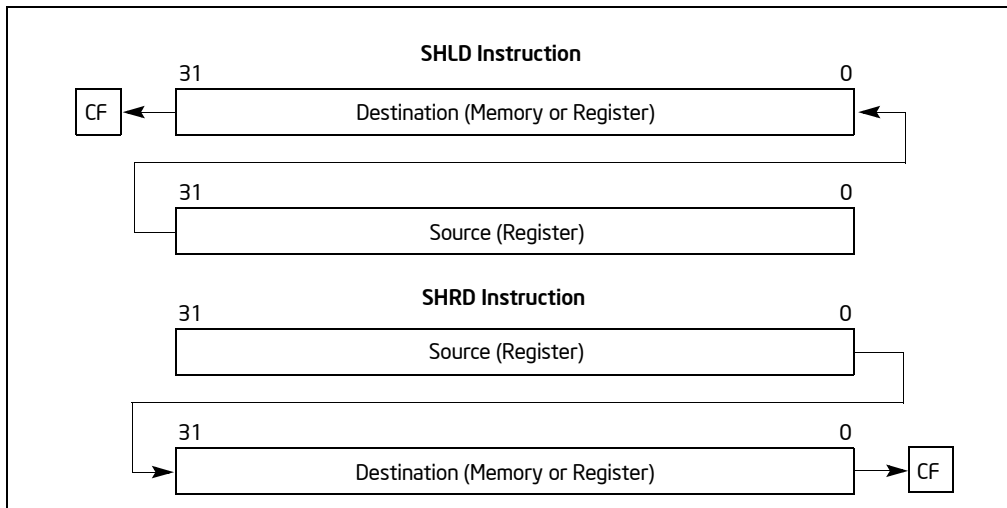 SHLD Instruction
31 0
CF Destination (Memory or Register)
31 0
Source (Register)
SHRD Instruction
31 0
Source (Register)
31 0
Destination (Memory or Register) CF